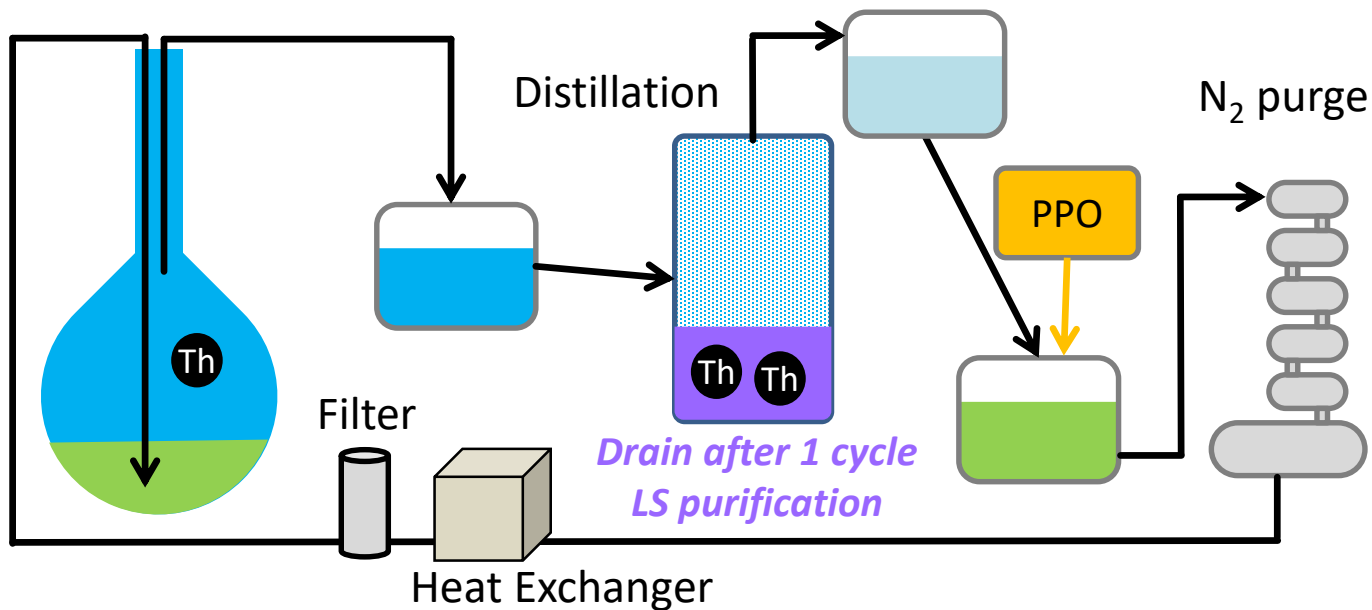 Distillation
N₂ purge
PPO
Th
Th
Th
Filter
Drain after 1 cycle
LS purification
Heat Exchanger